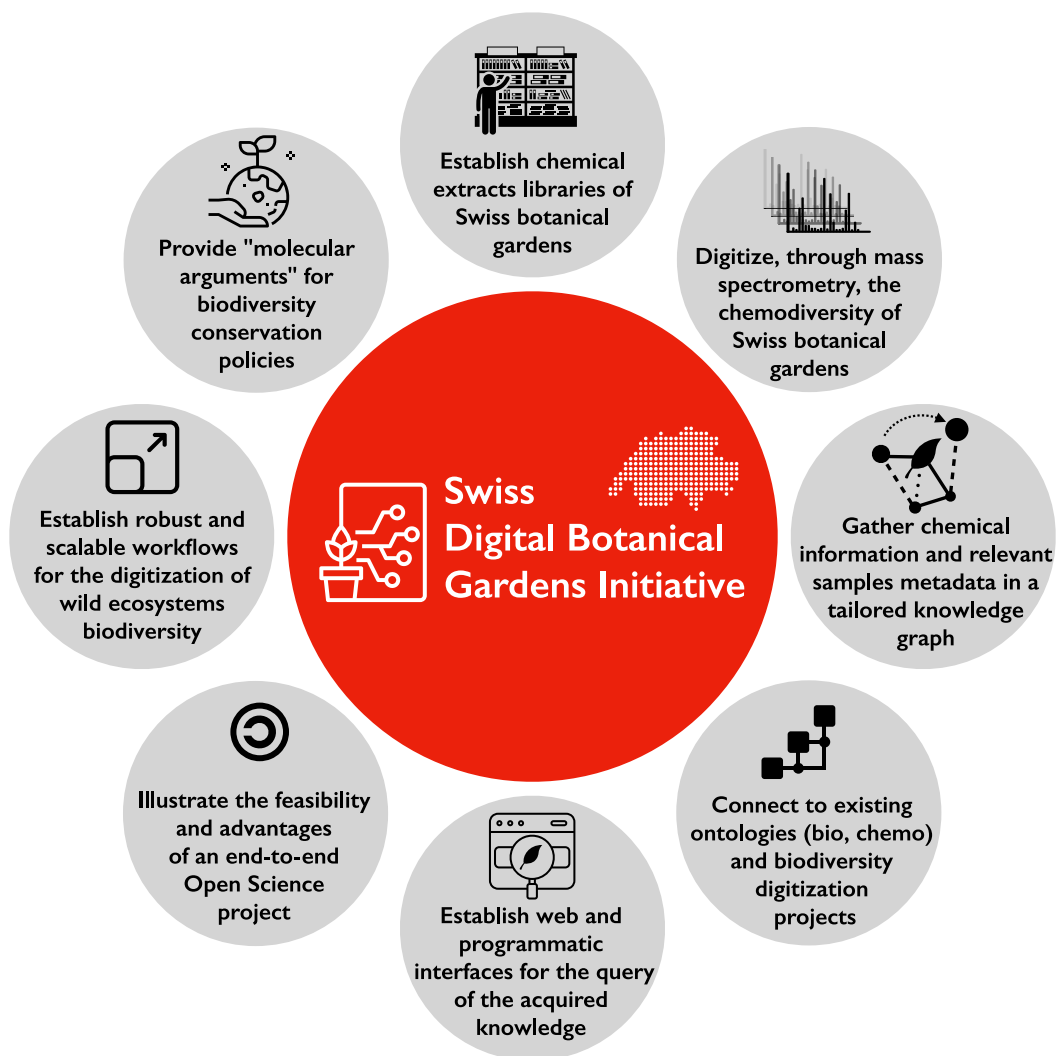 Establish chemical
extracts libraries of
Swiss botanical
gardens
Digitize, through mass
spectrometry, the
chemodiversity of
Swiss botanical
gardens
Gather chemical
information and relevant
samples metadata in a
tailored knowledge
graph
Connect to existing
ontologies (bio, chemo)
and biodiversity
digitization
projects
Establish web and
programmatic
interfaces for the query
of the acquired
knowledge
Illustrate the feasibility
and advantages
of an end-to-end
Open Science
project
Establish robust and
scalable workflows
for the digitization of
wild ecosystems
biodiversity
Provide "molecular
arguments" for
biodiversity
conservation
policies
Swiss
Digital Botanical
Gardens Initiative